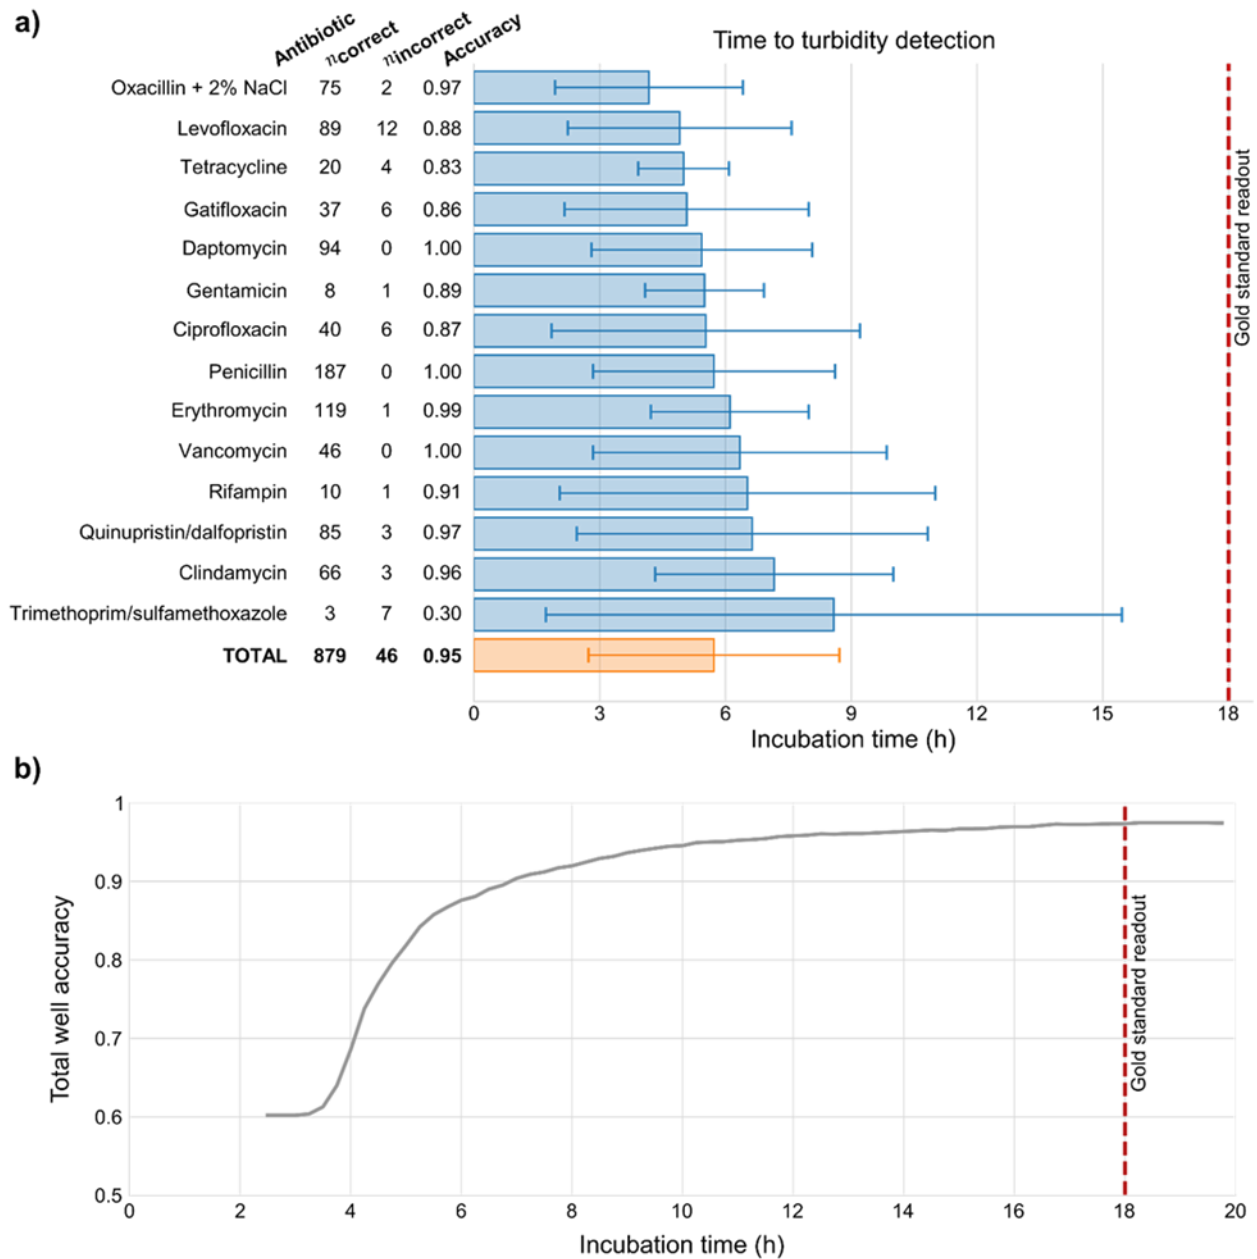 a)
Antibiotic ncorrect nincorrect Accuracy
Time to turbidity detection
Oxacillin + 2% NaCl 75 2 0.97
Levofloxacin 89 12 0.88
Tetracycline 20 4 0.83
Gatifloxacin 37 6 0.86
Daptomycin 94 0 1.00
Gentamicin 8 1 0.89
Ciprofloxacin 40 6 0.87
Penicillin 187 0 1.00
Erythromycin 119 1 0.99
Vancomycin 46 0 1.00
Rifampin 10 1 0.91
Quinupristin/dalfopristin 85 3 0.97
Clindamycin 66 3 0.96
Trimethoprim/sulfamethoxazole 3 7 0.30
TOTAL 879 46 0.95
Gold standard readout
0 3 6 9 12 15 18
Incubation time (h)
b)
Total well accuracy
1
0.9
0.8
0.7
0.6
0.5
Gold standard readout
0 2 4 6 8 10 12 14 16 18 20
Incubation time (h)